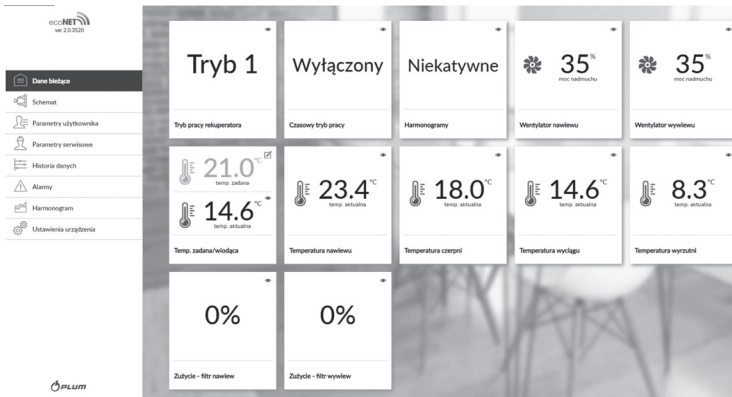 ecoNET
ver 2.0.3520
Dane bieżące
Schemat
Parametry użytkownika
Parametry serwisowe
Historia danych
Alarmy
Harmonogram
Ustawienia urządzenia
PLUM
Tryb 1
Tryb pracy rekuperatora
Wyłączony
Czasowy tryb pracy
Niekatywne
Harmonogramy
35%
moc nadmuchu
Wentylator nawiewu
35%
moc nadmuchu
Wentylator wywiewu
21.0°C
temp. zadana
14.6°C
temp. aktualna
Temp. zadana/wiodąca
23.4°C
temp. aktualna
Temperatura nawiewu
18.0°C
temp. aktualna
Temperatura czerpni
14.6°C
temp. aktualna
Temperatura wyciągu
8.3°C
temp. aktualna
Temperatura wyrzutni
0%
Zużycie - filtr nawiew
0%
Zużycie - filtr wywiew